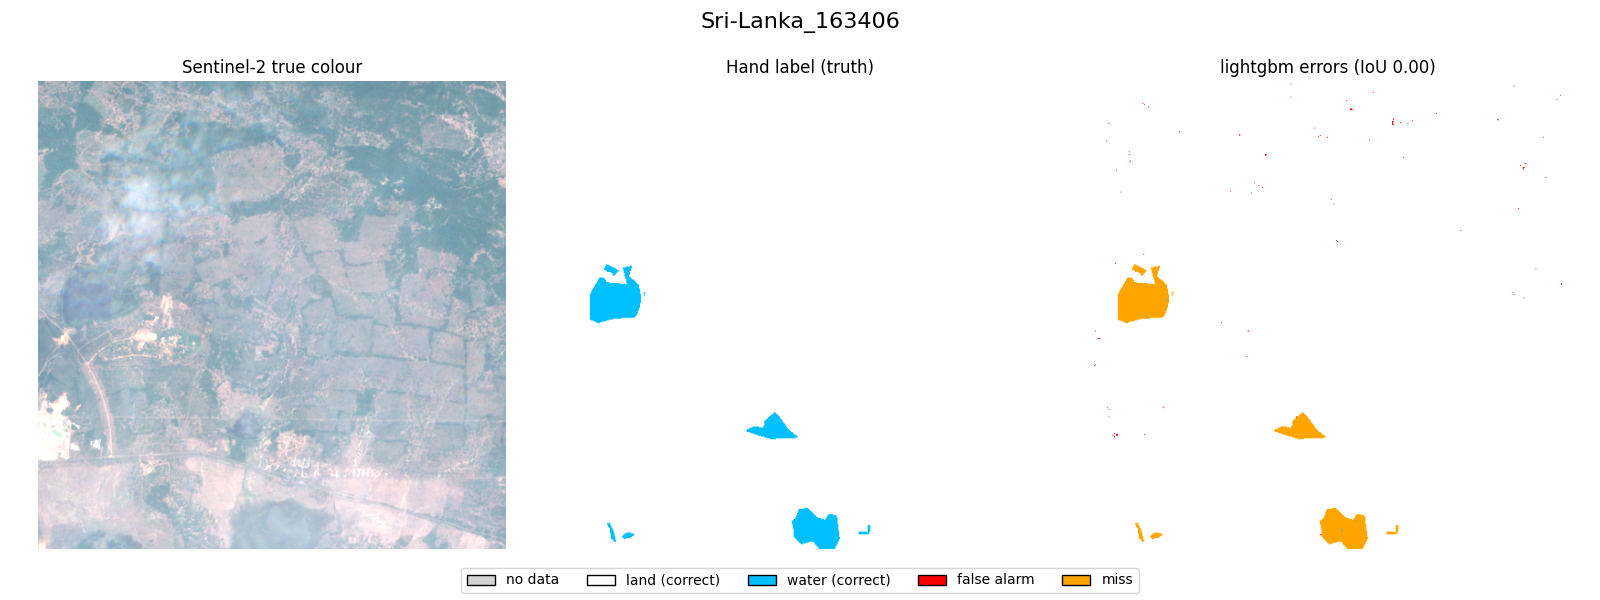 Sri-Lanka_163406
Sentinel-2 true colour
Hand label (truth)
lightgbm errors (IoU 0.00)
no data
land (correct)
water (correct)
false alarm
miss